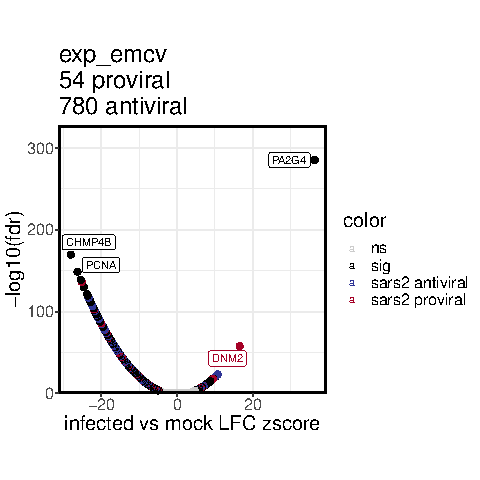 exp_emcv
54 proviral
780 antiviral
300
200
100
0
−log10(fdr)
PA2G4
CHMP4B
PCNA
DNM2
−20
0
20
infected vs mock LFC zscore
color
a ns
a sig
a sars2 antiviral
a sars2 proviral